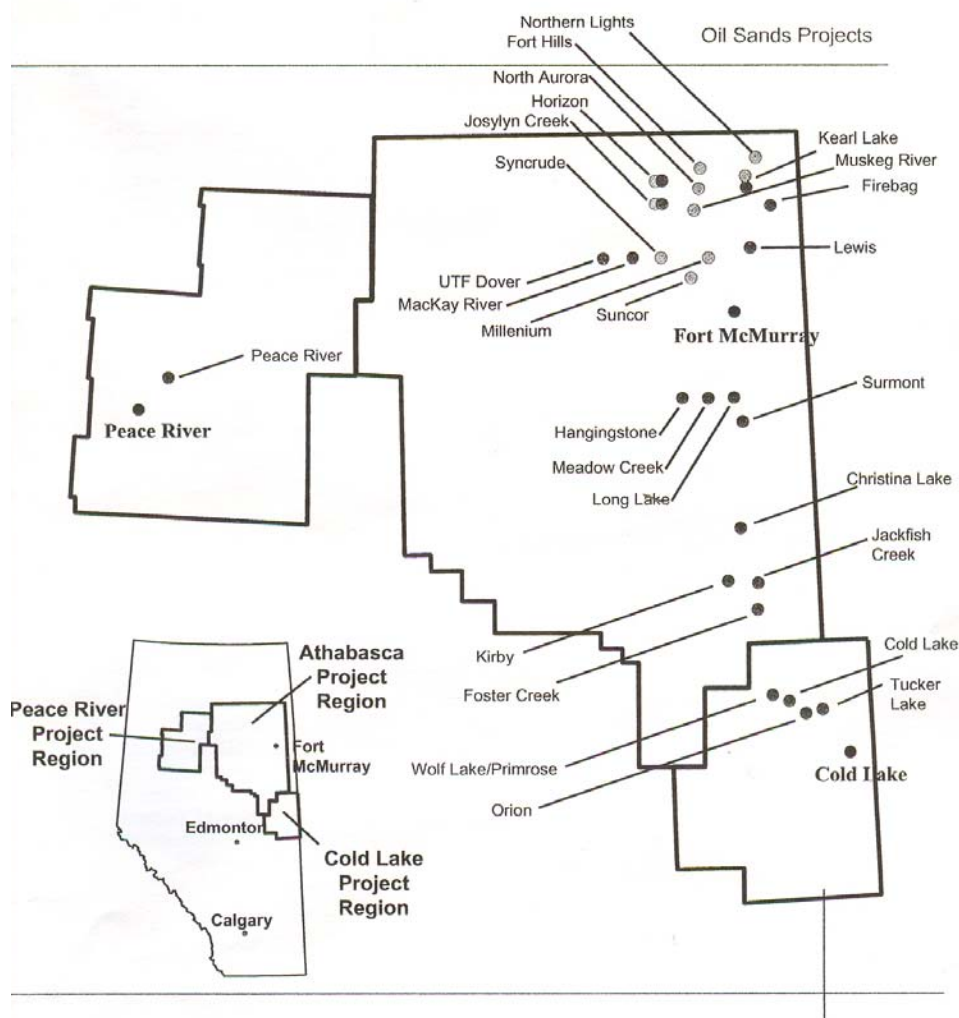 Northern Lights
Fort Hills
Oil Sands Projects
North Aurora
Horizon
Josylyn Creek
Kearl Lake
Syncrude
Muskeg River
Firebag
Lewis
UTF Dover
MacKay River
Millenium
Suncor
Fort McMurray
Peace River
Peace River
Surmont
Hangingstone
Meadow Creek
Long Lake
Christina Lake
Jackfish
Creek
Kirby
Foster Creek
Cold Lake
Tucker
Lake
Wolf Lake/Primrose
Orion
Cold Lake
Athabasca
Project
Region
Peace River
Project
Region
Fort
McMurray
Edmonton
Cold Lake
Project
Region
Calgary